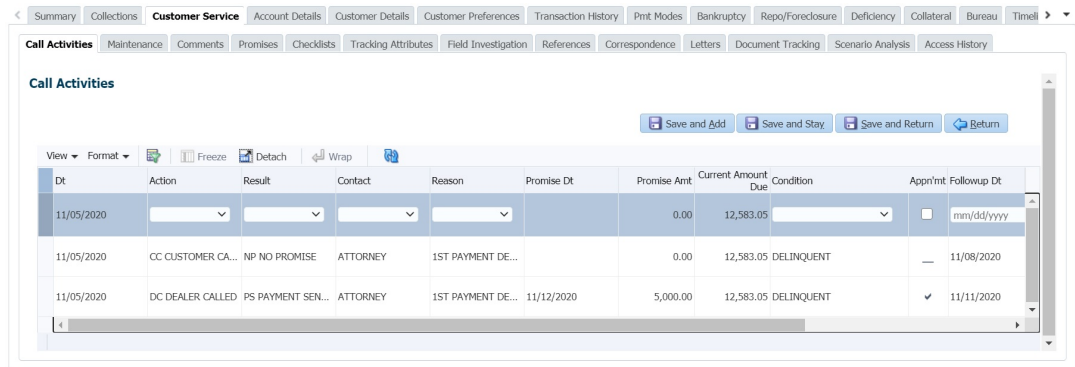 Summary Collections Customer Service Account Details Customer Details Customer Preferences Transaction History Pmt Modes Bankruptcy Repo/Foreclosure Deficiency Collateral Bureau Timeli
Call Activities Maintenance Comments Promises Checklists Tracking Attributes Field Investigation References Correspondence Letters Document Tracking Scenario Analysis Access History
Call Activities
Save and Add Save and Stay Save and Return Return
View Format Freeze Detach Wrap
Dt Action Result Contact Reason Promise Dt Promise Amt Current Amount Due Condition Appn'mt Followup Dt
11/05/2020 0.00 12,583.05 mm/dd/yyyy
11/05/2020 CC CUSTOMER CA... NP NO PROMISE ATTORNEY 1ST PAYMENT DE... 0.00 12,583.05 DELINQUENT 11/08/2020
11/05/2020 DC DEALER CALLED PS PAYMENT SEN... ATTORNEY 1ST PAYMENT DE... 11/12/2020 5,000.00 12,583.05 DELINQUENT 11/11/2020